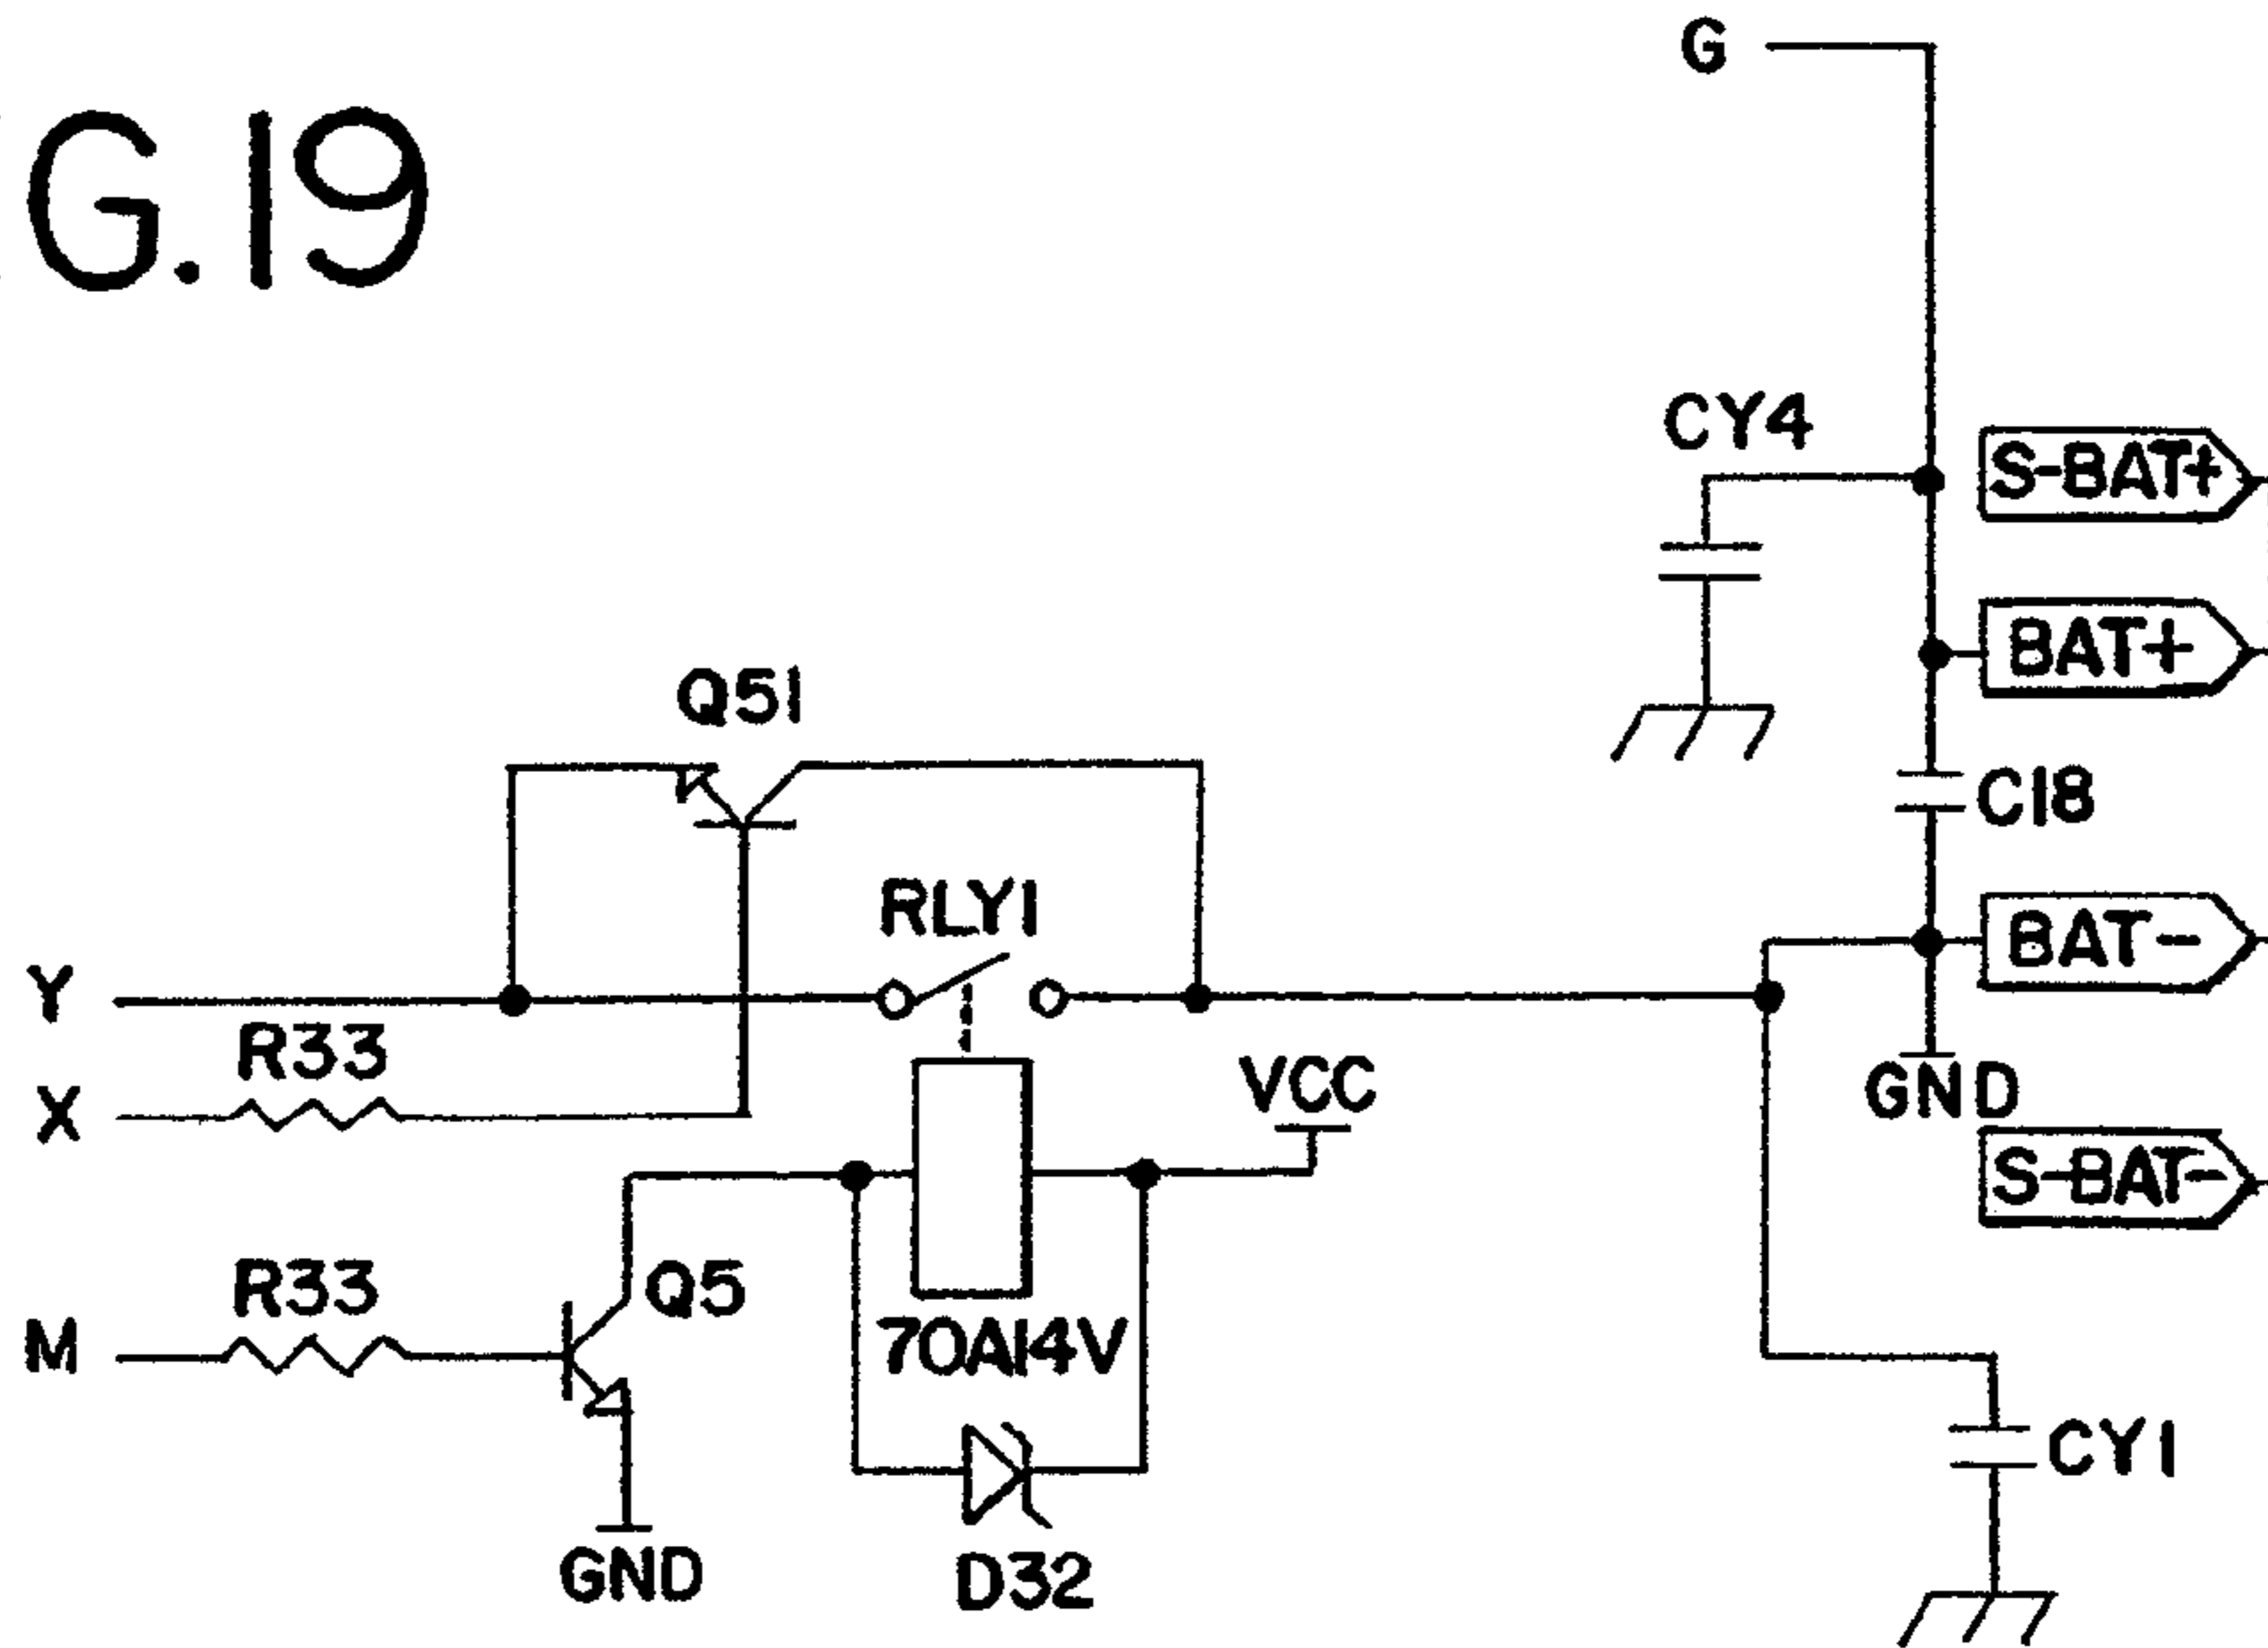 G
G.19
CY4
S-BAT+
BAT+
Q51
C18
RLY1
BAT-
Y
R33
VCC
GND
X
S-BAT-
R33
Q5
M
70A14V
CY1
GND
D32